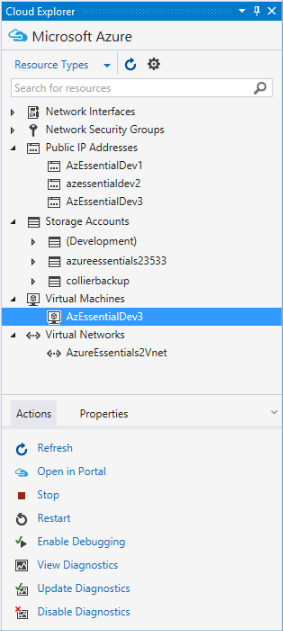 Cloud Explorer
Microsoft Azure
Resource Types
Search for resources
Network Interfaces
Network Security Groups
Public IP Addresses
AzEssentialDev1
azessentialdev2
AzEssentialDev3
Storage Accounts
(Development)
azureessentials23533
collierbackup
Virtual Machines
AzEssentialDev3
Virtual Networks
AzureEssentials2Vnet
Actions Properties
Refresh
Open in Portal
Stop
Restart
Enable Debugging
View Diagnostics
Update Diagnostics
Disable Diagnostics